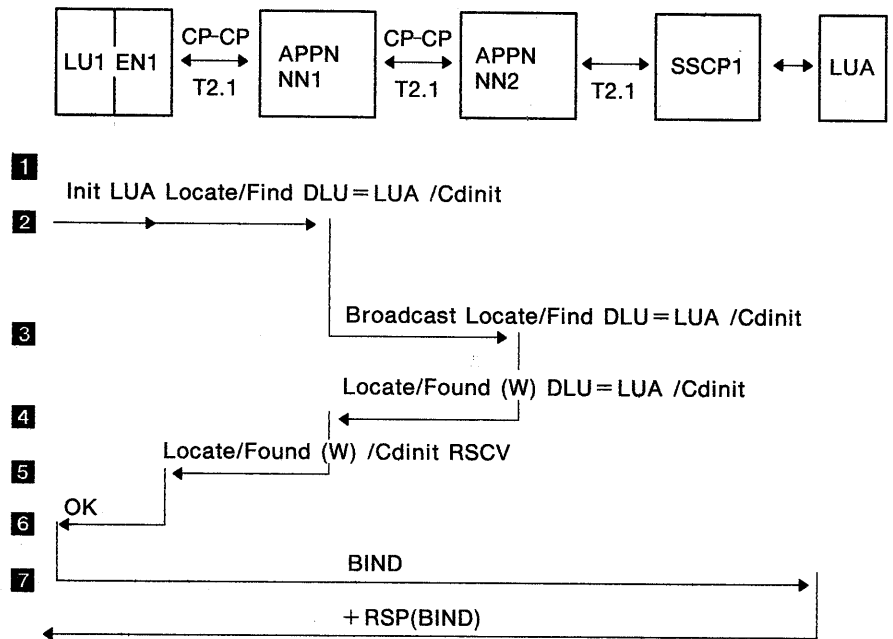 LU1 EN1
CP-CP
T2.1
APPN
NN1
CP-CP
T2.1
APPN
NN2
T2.1
SSCP1
LUA
1
Init LUA Locate/Find DLU=LUA /Cdinit
2
Broadcast Locate/Find DLU=LUA /Cdinit
3
Locate/Found (W) DLU=LUA /Cdinit
4
Locate/Found (W) /Cdinit RSCV
5
OK
6
BIND
7
+RSP(BIND)